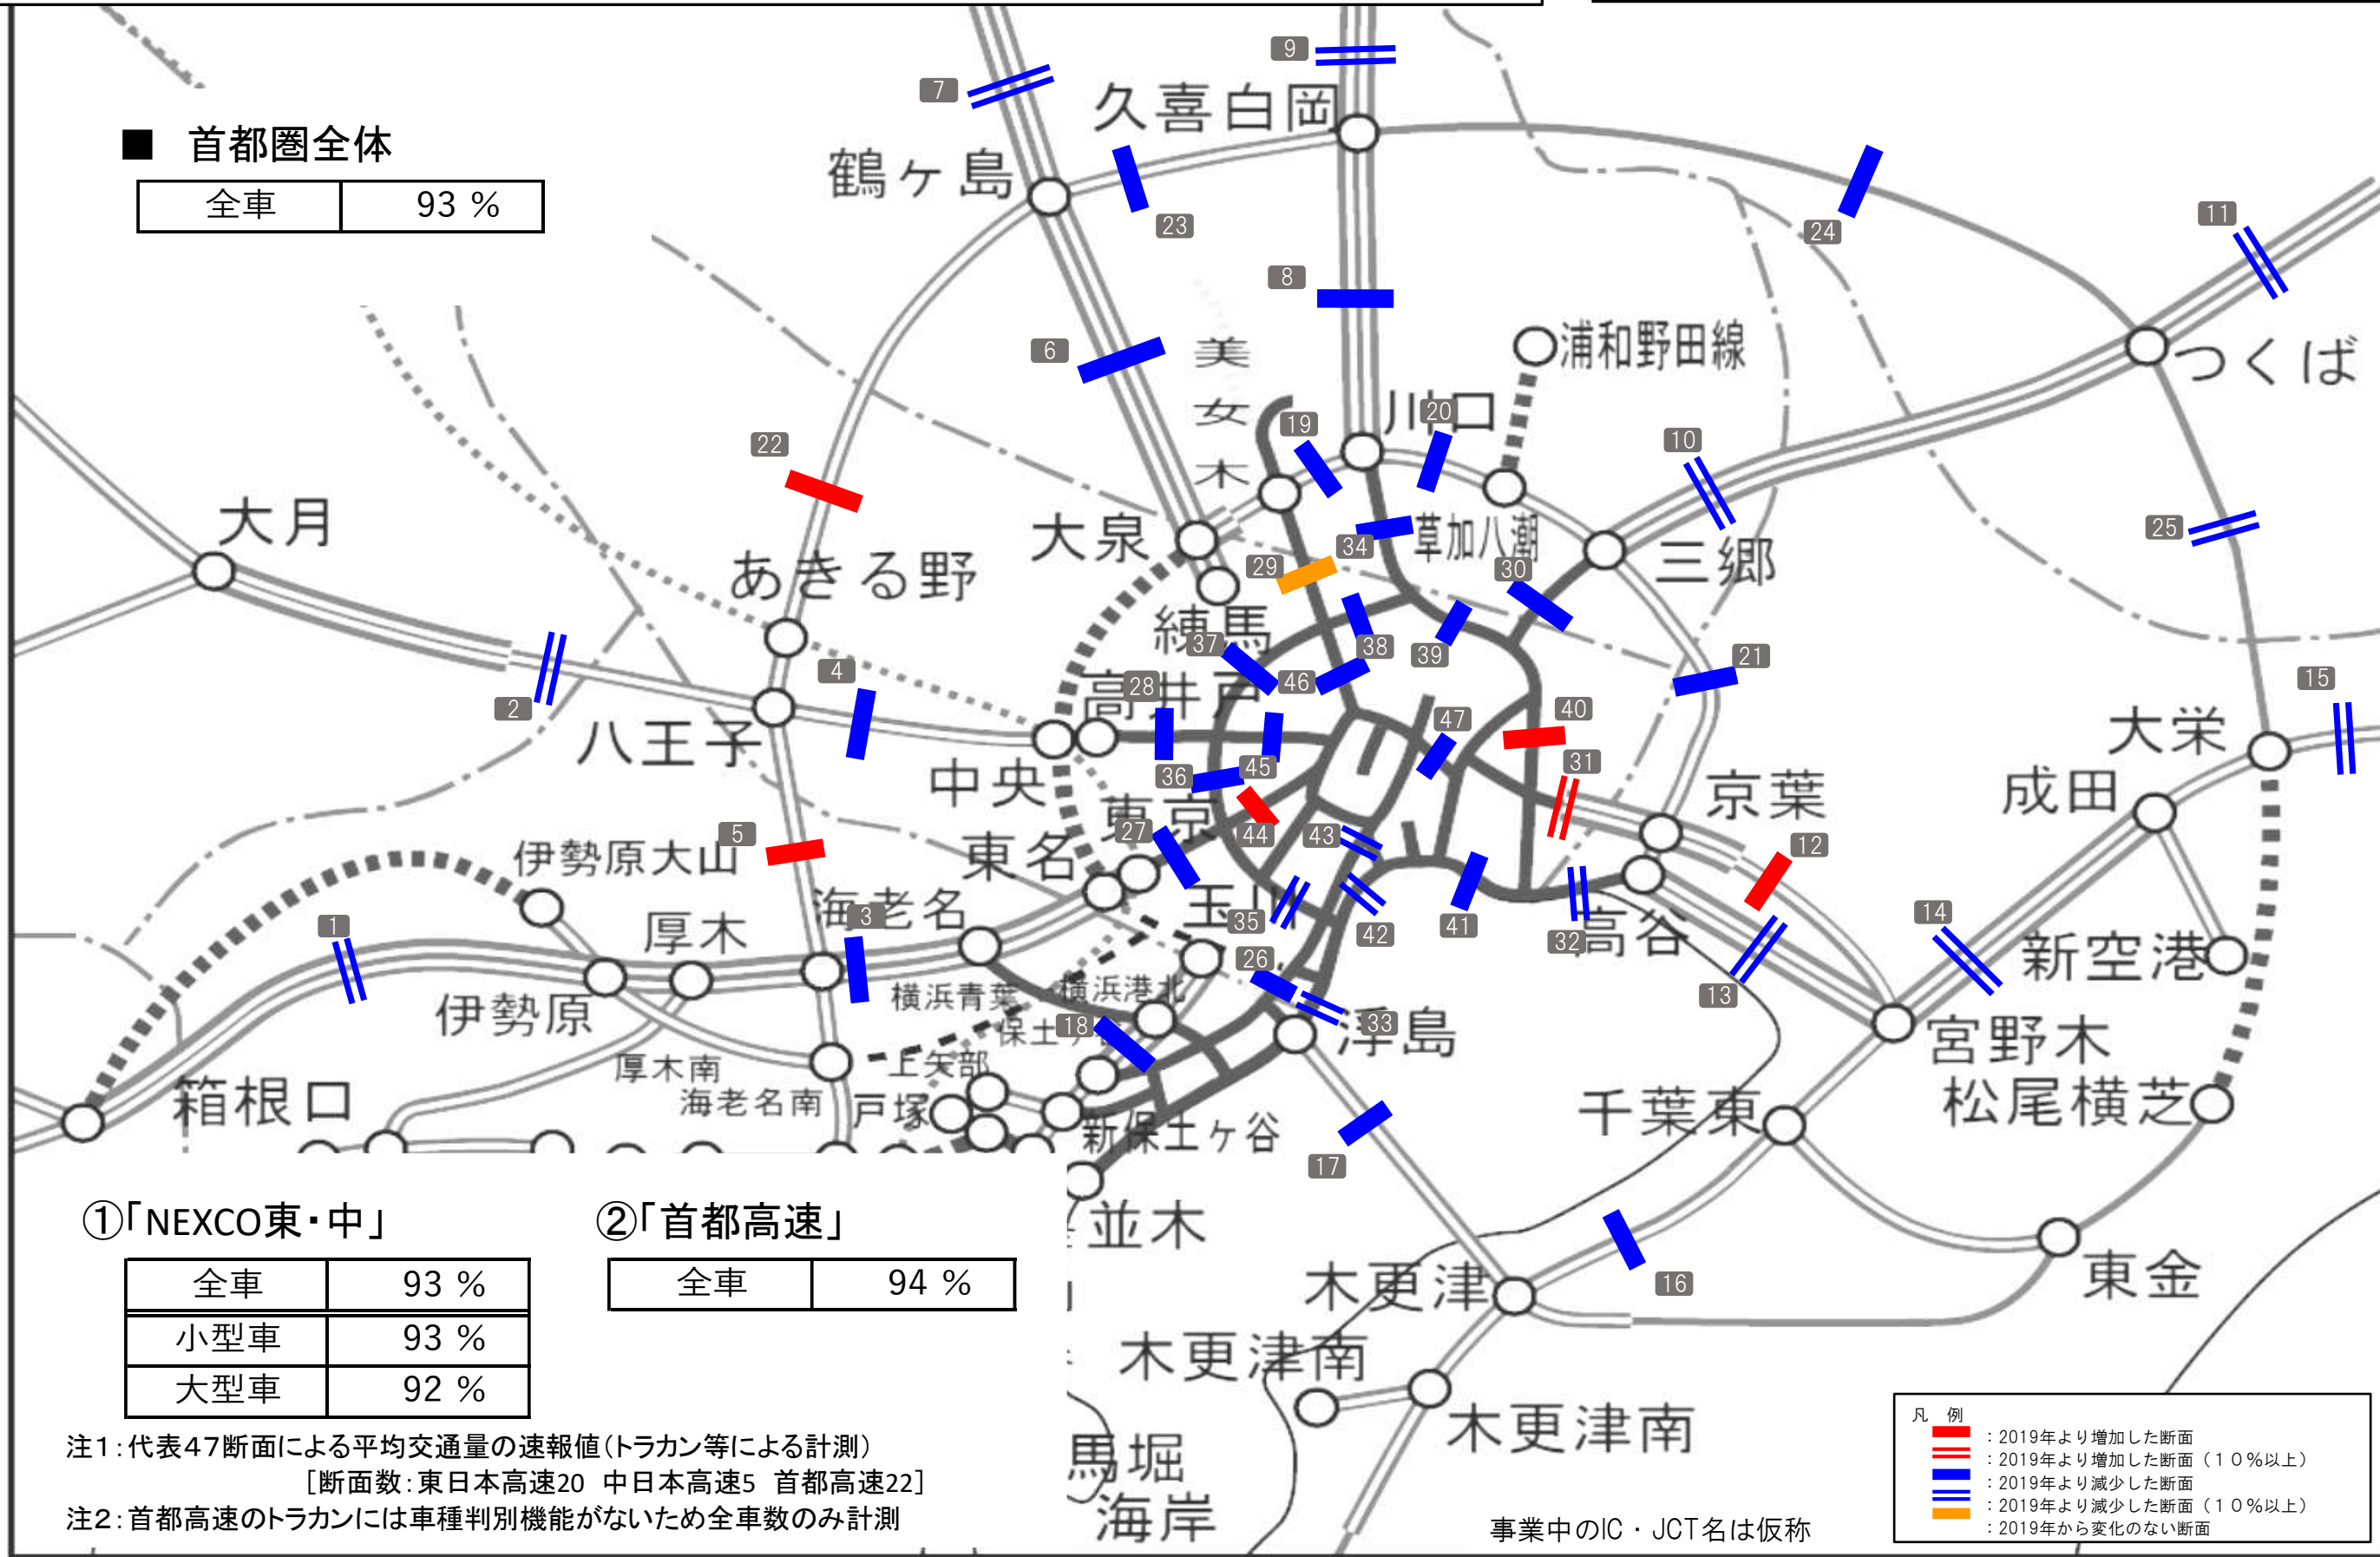 9
7
久喜白岡
■ 首都圏全体
鶴ヶ島
全車 93 %
23
24
11
8
6
美女木
浦和野田線
つくば
川口
20
19
22
10
大月
大泉
草加八潮
34
25
あきる野
29
30
三郷
練馬
37
38
39
21
4
28
高井戸
46
15
2
八王子
40
47
大栄
中央
36
45
31
京葉
成田
東京
5
27
44
43
12
伊勢原大山
東名
海老名
玉川
1
厚木
3
35
42
41
32
高谷
14
新空港
26
伊勢原
横浜青葉
横浜港北
13
18
保土ヶ谷
33
浮島
宮野木
厚木南
上矢部
箱根口
海老名南
戸塚
新保土ヶ谷
千葉東
松尾横芝
17
①「NEXCO東・中」
②「首都高速」
並木
全車 93 %
小型車 93 %
大型車 92 %
全車 94 %
木更津
16
東金
木更津南
木更津南
馬堀
海岸
注1:代表47断面による平均交通量の速報値(トラカン等による計測)
[断面数:東日本高速20 中日本高速5 首都高速22]
注2:首都高速のトラカンには車種判別機能がないため全車数のみ計測
事業中のIC・JCT名は仮称
凡 例
:2019年より増加した断面
:2019年より増加した断面(10%以上)
:2019年より減少した断面
:2019年より減少した断面(10%以上)
:2019年から変化のない断面